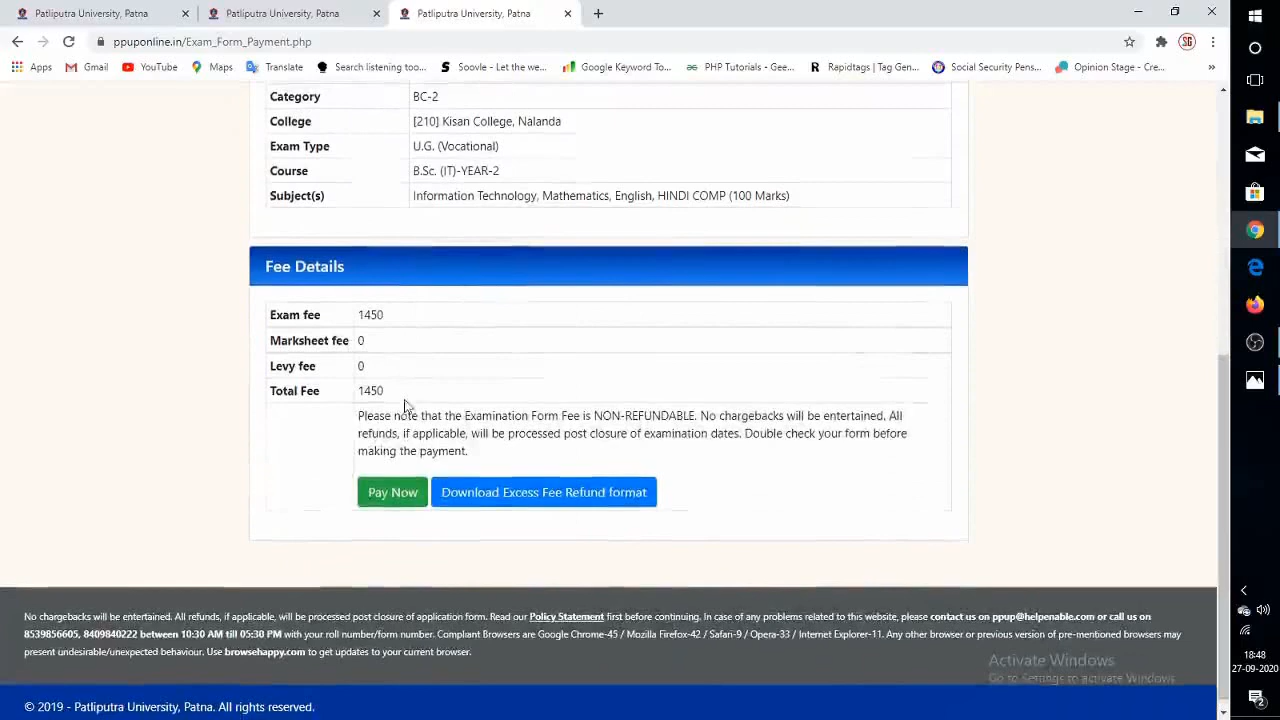 Patliputra University, Patna
Patliputra University, Patna
Patliputra University, Patna
ppuponline.in/Exam_Form_Payment.php
SG
Apps
Gmail
YouTube
Maps
Translate
Search listening too...
Soovle - Let the we...
Google Keyword To...
PHP Tutorials - Gee...
Rapidtags | Tag Gen...
Social Security Pens...
Opinion Stage - Cre...
»
Category BC-2
College [210] Kisan College, Nalanda
Exam Type U.G. (Vocational)
Course B.Sc. (IT)-YEAR-2
Subject(s) Information Technology, Mathematics, English, HINDI COMP (100 Marks)
Fee Details
Exam fee 1450
Marksheet fee 0
Levy fee 0
Total Fee 1450
Please note that the Examination Form Fee is NON-REFUNDABLE. No chargebacks will be entertained. All
refunds, if applicable, will be processed post closure of examination dates. Double check your form before
making the payment.
Pay Now
Download Excess Fee Refund format
No chargebacks will be entertained. All refunds, if applicable, will be processed post closure of application form. Read our Policy Statement first before continuing. In case of any problems related to this website, please contact us on ppup@helpenable.com or call us on
8539856605, 8409840222 between 10:30 AM till 05:30 PM with your roll number/form number. Compliant Browsers are Google Chrome-45 / Mozilla Firefox-42 / Safari-9 / Opera-33 / Internet Explorer-11. Any other browser or previous version of pre-mentioned browsers may
present undesirable/unexpected behaviour. Use browsehappy.com to get updates to your current browser.
Activate Windows
Go to Settings to activate Windows.
© 2019 - Patliputra University, Patna. All rights reserved.
18:48
27-09-2020
2